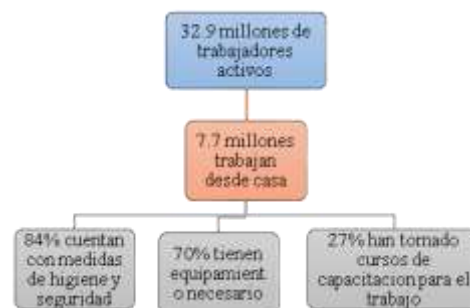 32.9 millones de
trabajadores
activos
7.7 millones
trabajan
desde casa
84% cuentan
con medidas
de higiene y
seguridad
70% tienen
equipamient
o necesario
27% han tomado
cursos de
capacitacion para el
trabajo